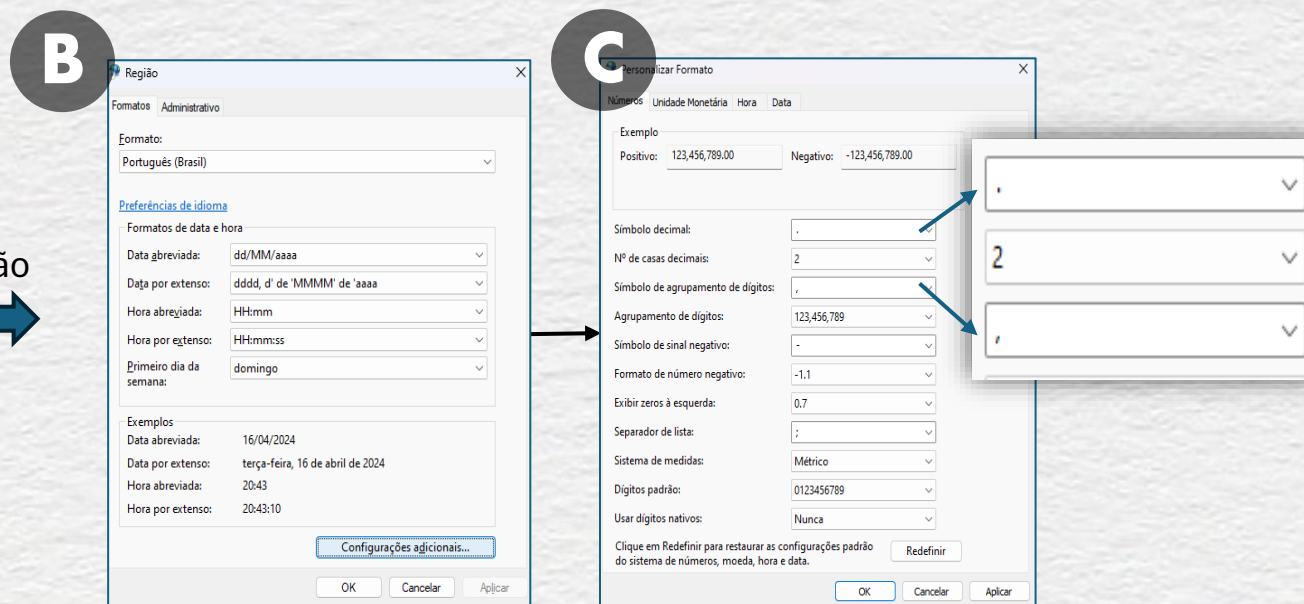 B
Região
Formatos Administrativo
Formato:
Português (Brasil)
Preferências de idioma
Formatos de data e hora
Data abreviada: dd/MM/aaaa
Data por extenso: dddd, d' de 'MMMM' de 'aaaa
Hora abreviada: HH:mm
Hora por extenso: HH:mm:ss
Primeiro dia da
semana:
domingo
Exemplos
Data abreviada: 16/04/2024
Data por extenso: terça-feira, 16 de abril de 2024
Hora abreviada: 20:43
Hora por extenso: 20:43:10
Configurações adicionais...
OK Cancelar Aplicar
C
Personalizar Formato
Números Unidade Monetária Hora Data
Exemplo
Positivo: 123,456,789.00 Negativo: -123,456,789.00
Símbolo decimal: .
Nº de casas decimais: 2
Símbolo de agrupamento de dígitos: ,
Agrupamento de dígitos: 123,456,789
Símbolo de sinal negativo: -
Formato de número negativo: -1.1
Exibir zeros à esquerda: 0.7
Separador de lista: ;
Sistema de medidas: Métrico
Dígitos padrão: 0123456789
Usar dígitos nativos: Nunca
Clique em Redefinir para restaurar as configurações padrão
do sistema de números, moeda, hora e data.
Redefinir
OK Cancelar Aplicar
.
2
,